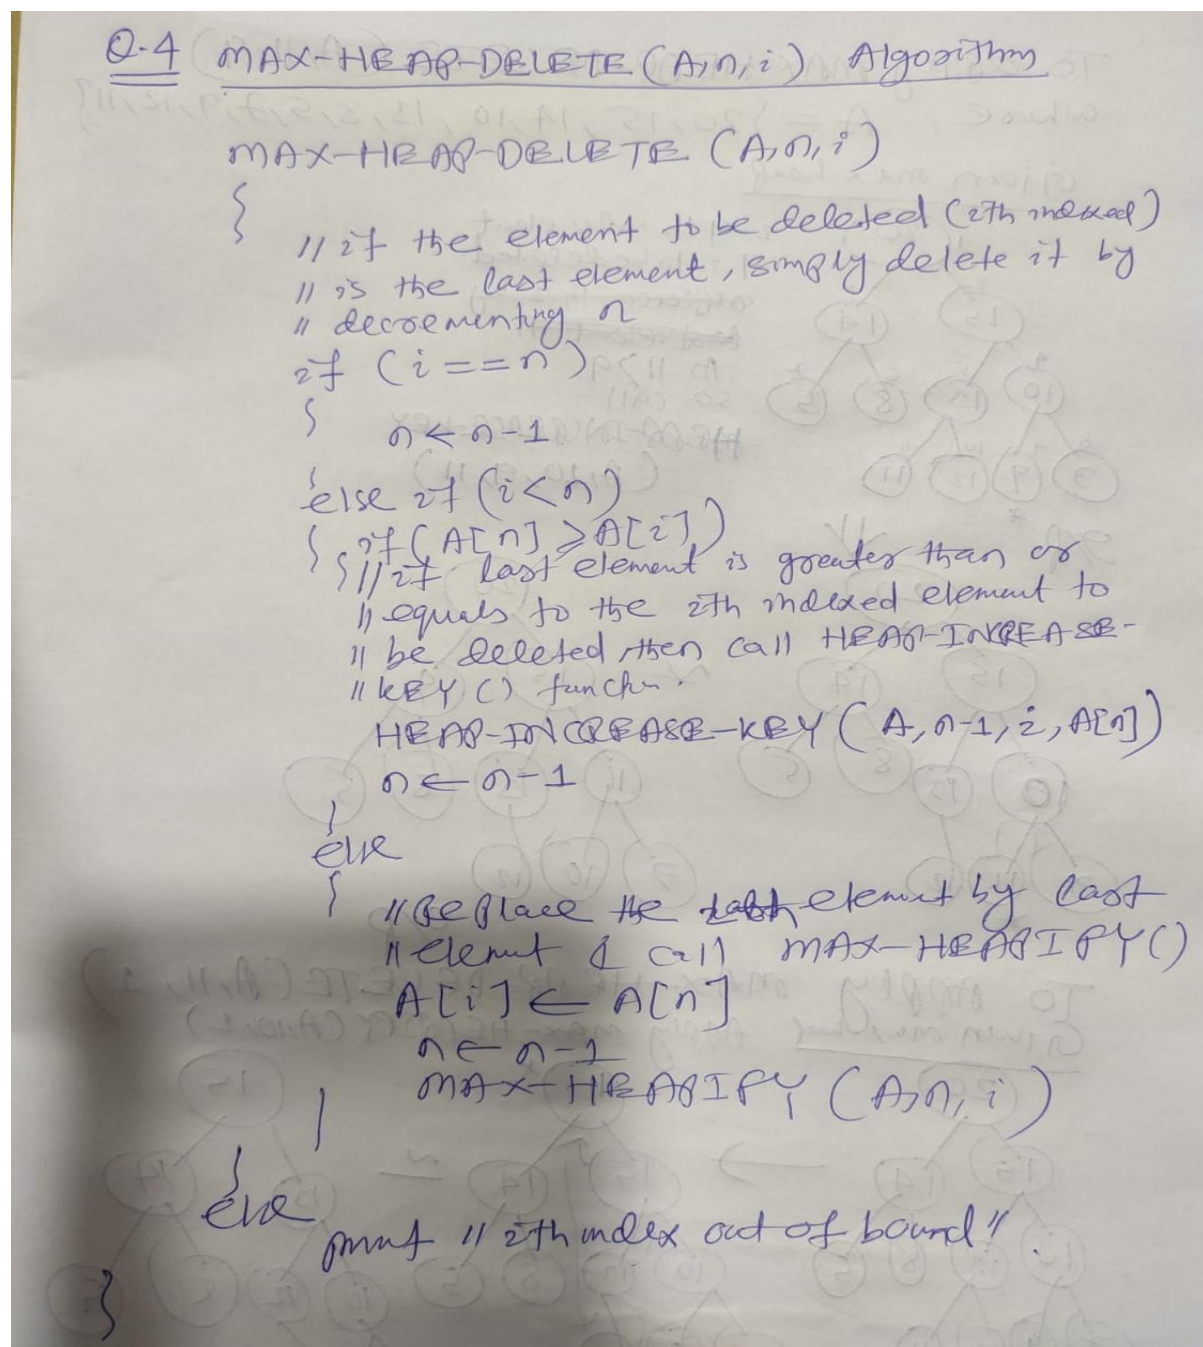 Q-4 MAX-HEAP-DELETE (A,n,i) Algorithm
MAX-HEAP-DELETE (A,n,i)
{
// if the element to be deleted (ith indexed)
// is the last element, simply delete it by
// decrementing n
if (i==n)
{
n ← n-1
}
else if (i<n)
{ if (A[n] ≥ A[i])
{ // if last element is greater than or
// equals to the ith indexed element to
// be deleted, then call HEAP-INCREASE-
// KEY () functn.
HEAP-INCREASE-KEY (A, n-1, i, A[n])
n ← n-1
}
else
{
// Replace the element by last
// elemnt & call MAX-HEAPIFY()
A[i] ← A[n]
n ← n-1
MAX-HEAPIFY (A,n,i)
}
}
else
print " ith index out of bound".
}